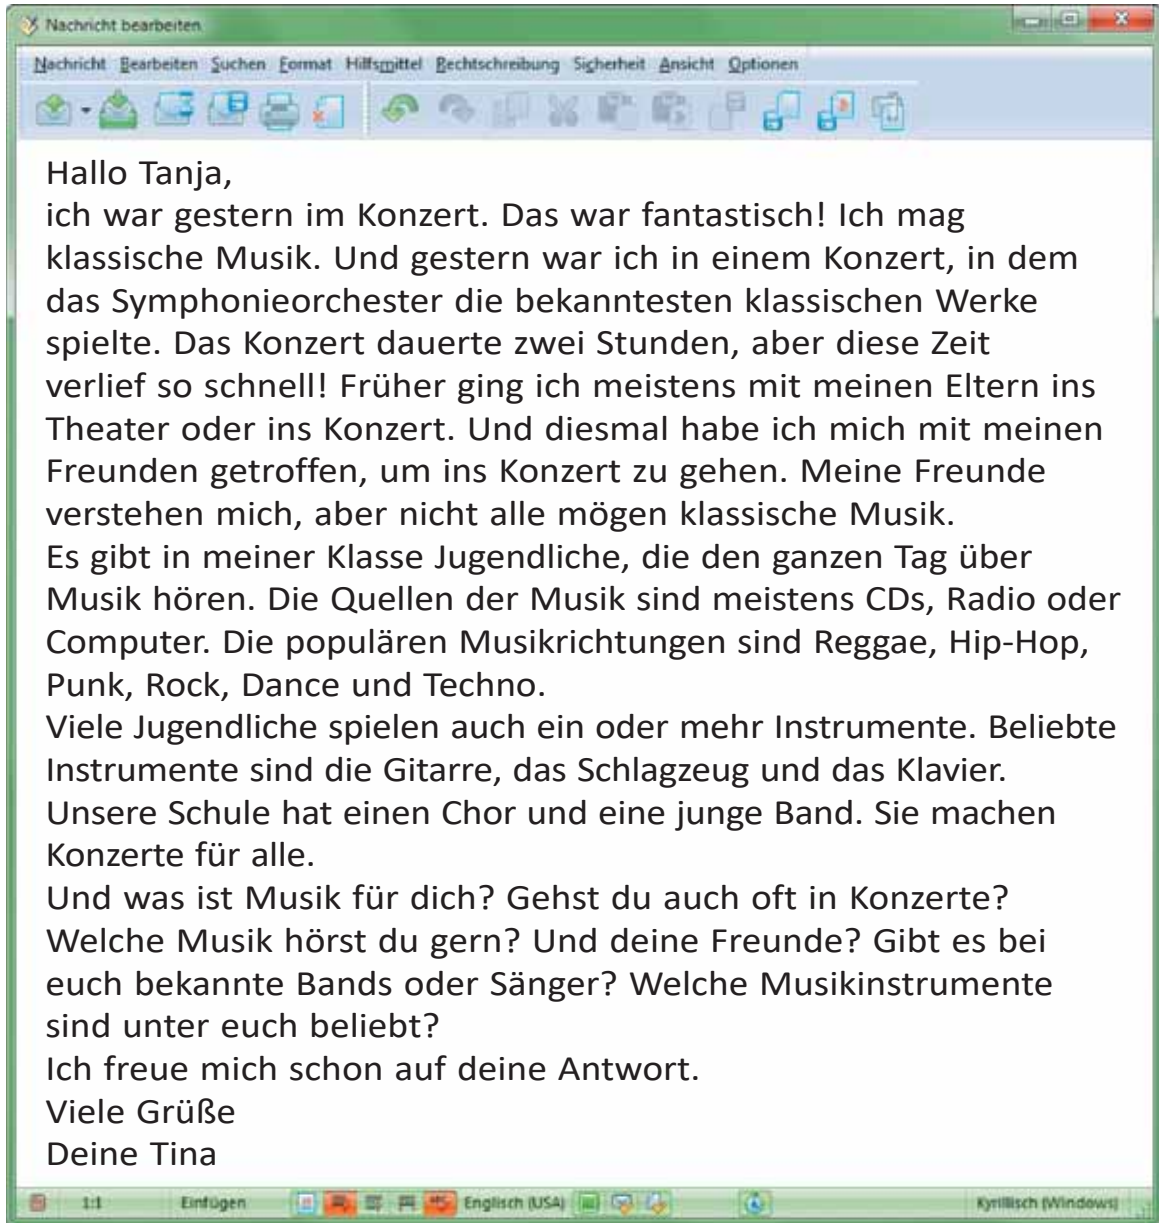 Nachricht bearbeiten
Nachricht Bearbeiten Suchen Format Hilfsmittel Rechtschreibung Sicherheit Ansicht Optionen
Hallo Tanja,
ich war gestern im Konzert. Das war fantastisch! Ich mag
klassische Musik. Und gestern war ich in einem Konzert, in dem
das Symphonieorchester die bekanntesten klassischen Werke
spielte. Das Konzert dauerte zwei Stunden, aber diese Zeit
verlief so schnell! Früher ging ich meistens mit meinen Eltern ins
Theater oder ins Konzert. Und diesmal habe ich mich mit meinen
Freunden getroffen, um ins Konzert zu gehen. Meine Freunde
verstehen mich, aber nicht alle mögen klassische Musik.
Es gibt in meiner Klasse Jugendliche, die den ganzen Tag über
Musik hören. Die Quellen der Musik sind meistens CDs, Radio oder
Computer. Die populären Musikrichtungen sind Reggae, Hip-Hop,
Punk, Rock, Dance und Techno.
Viele Jugendliche spielen auch ein oder mehr Instrumente. Beliebte
Instrumente sind die Gitarre, das Schlagzeug und das Klavier.
Unsere Schule hat einen Chor und eine junge Band. Sie machen
Konzerte für alle.
Und was ist Musik für dich? Gehst du auch oft in Konzerte?
Welche Musik hörst du gern? Und deine Freunde? Gibt es bei
euch bekannte Bands oder Sänger? Welche Musikinstrumente
sind unter euch beliebt?
Ich freue mich schon auf deine Antwort.
Viele Grüße
Deine Tina
1:1 Einfügen Englisch (USA) Kyrillisch (Windows)